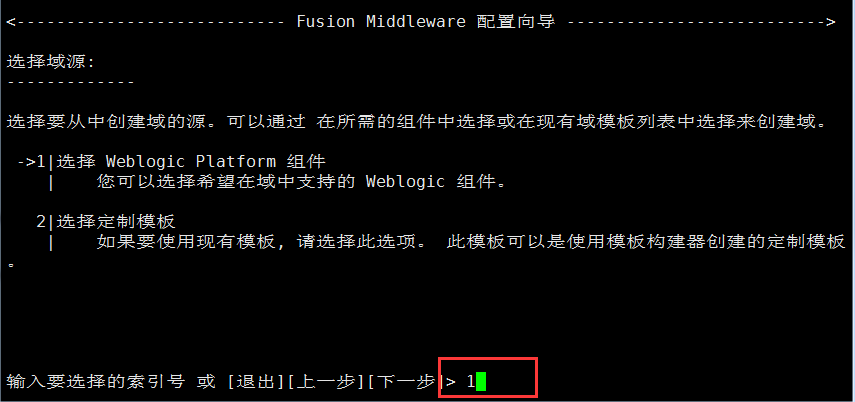 <--------------------------- Fusion Middleware 配置向导 -------------------------->
选择域源:
-------------
选择要从中创建域的源。可以通过 在所需的组件中选择或在现有域模板列表中选择来创建域。
->1|选择 Weblogic Platform 组件
|    您可以选择希望在域中支持的 Weblogic 组件。
2|选择定制模板
|    如果要使用现有模板, 请选择此选项。 此模板可以是使用模板构建器创建的定制模板
。
输入要选择的索引号 或 [退出][上一步][下一步]> 1